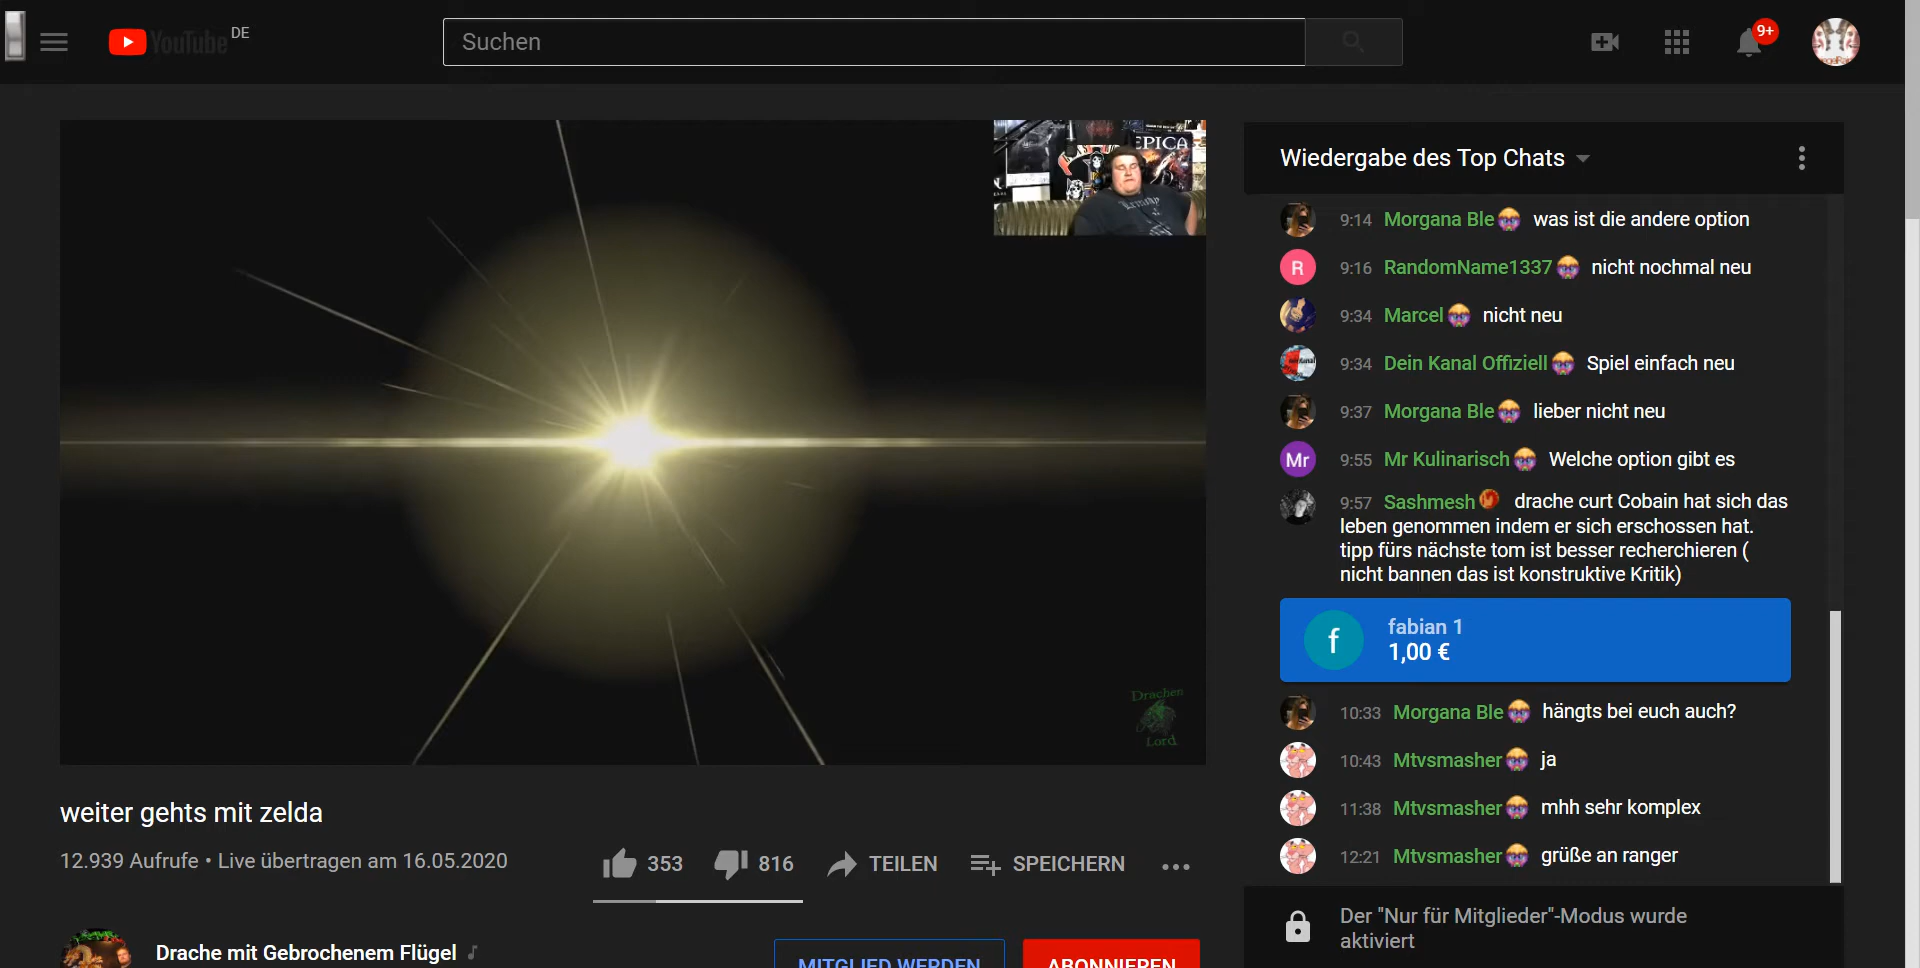 YouTube DE
Suchen
9+
EPICA
Drachen
Lord
weiter gehts mit zelda
12.939 Aufrufe • Live übertragen am 16.05.2020
353
816
TEILEN
SPEICHERN
Drache mit Gebrochenem Flügel
MITGLIED WERDEN
ABONNIEREN
Wiedergabe des Top Chats
9:14 Morgana Ble was ist die andere option
R
9:16 RandomName1337 nicht nochmal neu
9:34 Marcel nicht neu
9:34 Dein Kanal Offiziell Spiel einfach neu
9:37 Morgana Ble lieber nicht neu
Mr
9:55 Mr Kulinarisch Welche option gibt es
9:57 Sashmesh drache curt Cobain hat sich das
leben genommen indem er sich erschossen hat.
tipp fürs nächste tom ist besser recherchieren (
nicht bannen das ist konstruktive Kritik)
f
fabian 1
1,00 €
10:33 Morgana Ble hängts bei euch auch?
10:43 Mtvsmasher ja
11:38 Mtvsmasher mhh sehr komplex
12:21 Mtvsmasher grüße an ranger
Der "Nur für Mitglieder"-Modus wurde
aktiviert